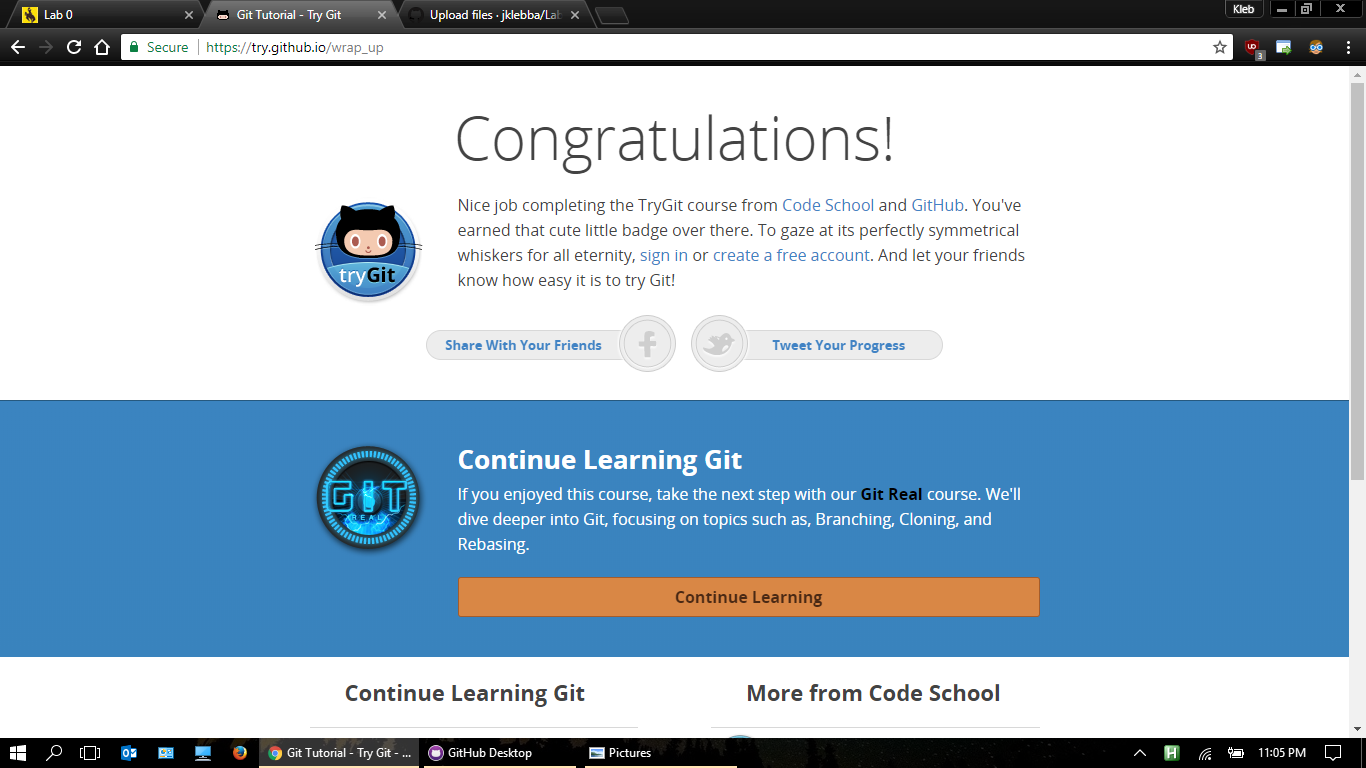 Lab 0
Git Tutorial - Try Git
Upload files · jklebba/Lab
Kleb
Secure
https://try.github.io/wrap_up
3
Congratulations!
Nice job completing the TryGit course from Code School and GitHub. You've
earned that cute little badge over there. To gaze at its perfectly symmetrical
whiskers for all eternity, sign in or create a free account. And let your friends
know how easy it is to try Git!
tryGit
Share With Your Friends
Tweet Your Progress
Continue Learning Git
If you enjoyed this course, take the next step with our Git Real course. We'll
dive deeper into Git, focusing on topics such as, Branching, Cloning, and
Rebasing.
GIT
REAL
Continue Learning
Continue Learning Git
More from Code School
Git Tutorial - Try Git - ...
GitHub Desktop
Pictures
H
11:05 PM